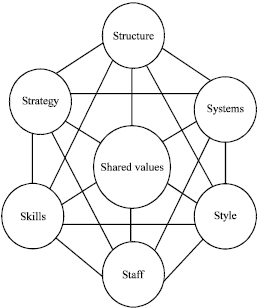 Structure
Strategy
Systems
Shared values
Skills
Style
Staff